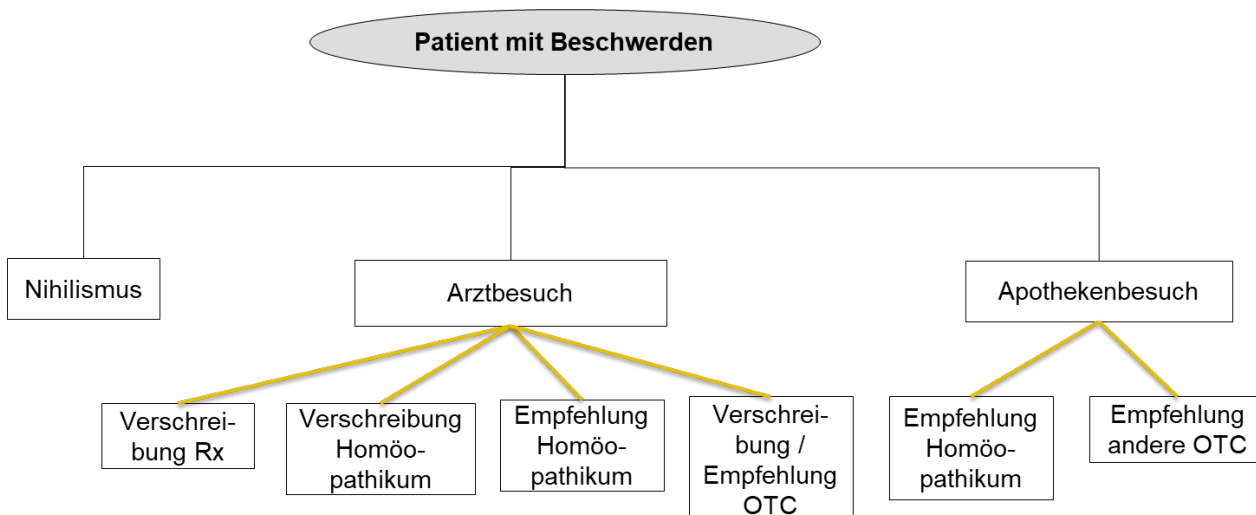 Patient mit Beschwerden
Nihilismus
Arztbesuch
Apothekenbesuch
Verschrei-
bung Rx
Verschreibung
Homöo-
pathikum
Empfehlung
Homöo-
pathikum
Verschrei-
bung /
Empfehlung
OTC
Empfehlung
Homöo-
pathikum
Empfehlung
andere OTC